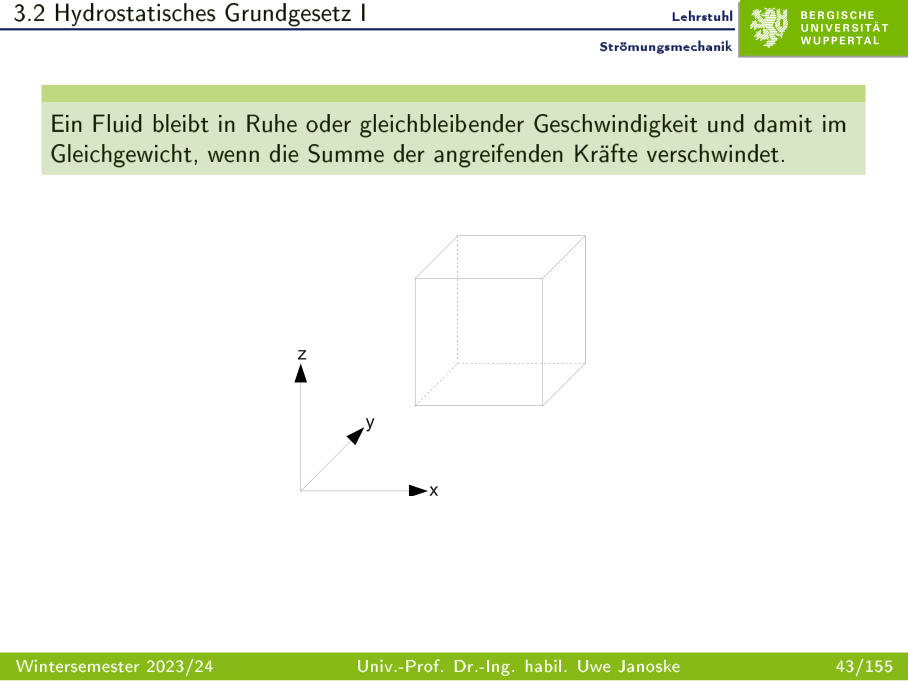 3.2 Hydrostatisches Grundgesetz I
Lehrstuhl
Strömungsmechanik
BERGISCHE
UNIVERSITÄT
WUPPERTAL
Ein Fluid bleibt in Ruhe oder gleichbleibender Geschwindigkeit und damit im
Gleichgewicht, wenn die Summe der angreifenden Kräfte verschwindet.
z
y
x
Wintersemester 2023/24
Univ.-Prof. Dr.-Ing. habil. Uwe Janoske
43/155